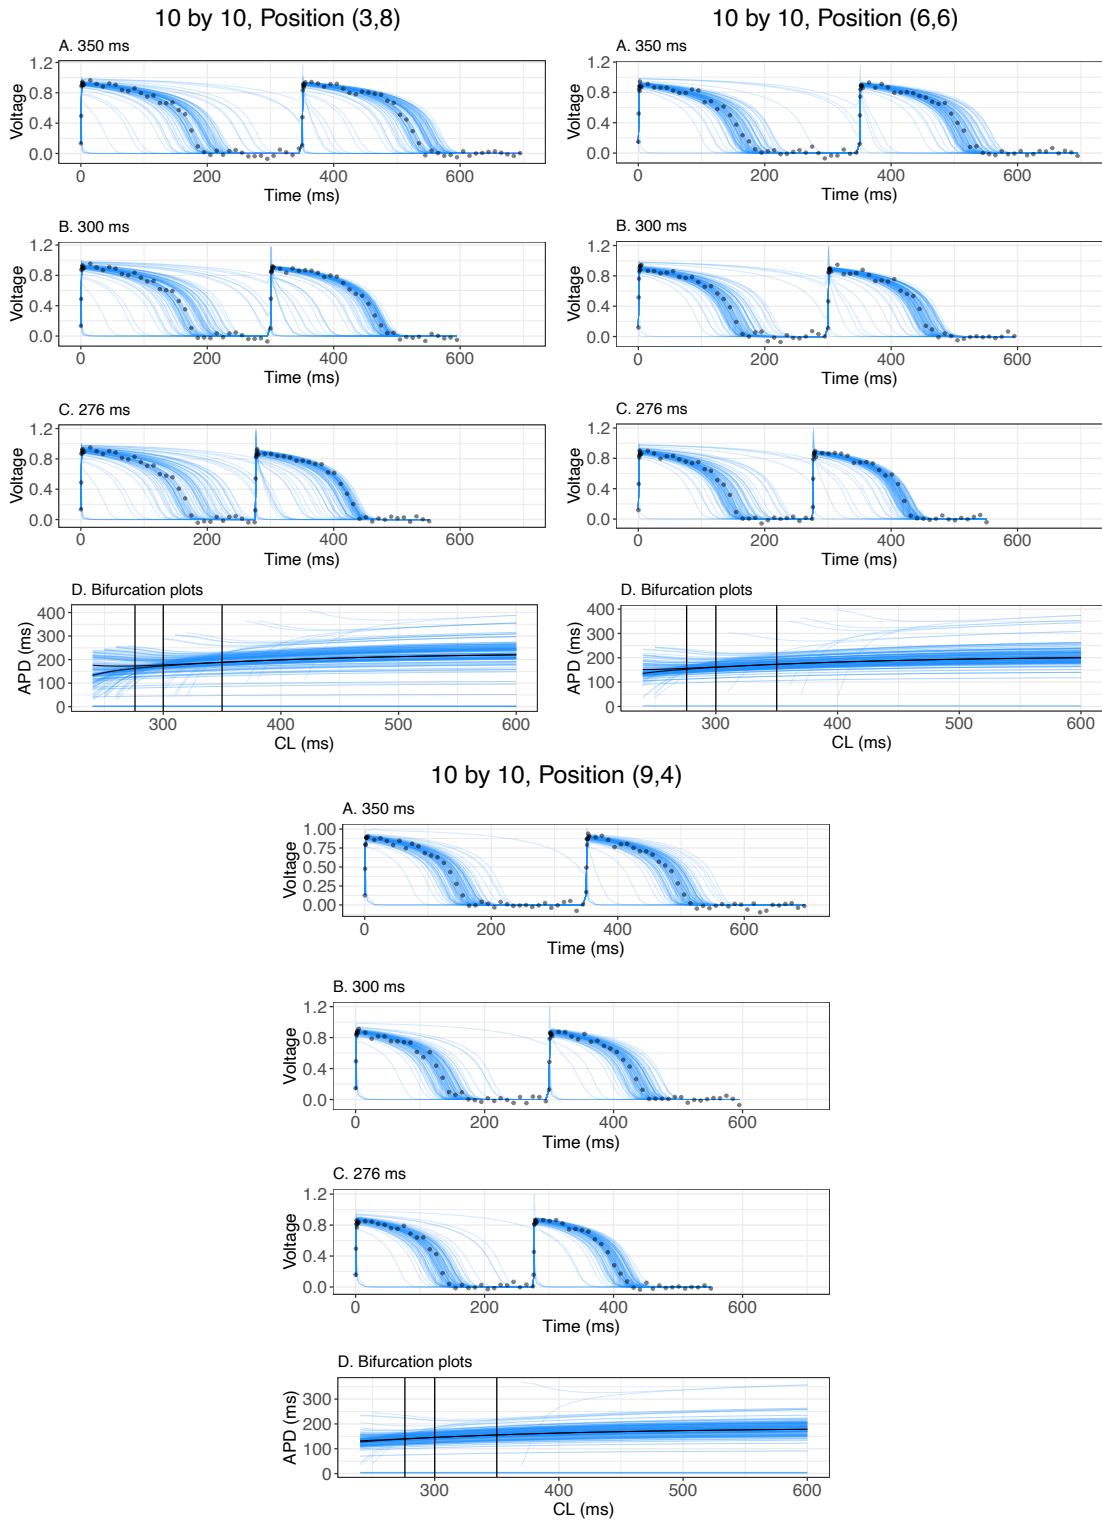 10 by 10, Position (3,8)
A. 350 ms
1.2
0.8
0.4
0.0
Voltage
0 200 400 600
Time (ms)
B. 300 ms
1.2
0.8
0.4
0.0
Voltage
0 200 400 600
Time (ms)
C. 276 ms
1.2
0.8
0.4
0.0
Voltage
0 200 400 600
Time (ms)
D. Bifurcation plots
400
300
200
100
0
APD (ms)
300 400 500 600
CL (ms)
10 by 10, Position (6,6)
A. 350 ms
1.2
0.8
0.4
0.0
Voltage
0 200 400 600
Time (ms)
B. 300 ms
1.2
0.8
0.4
0.0
Voltage
0 200 400 600
Time (ms)
C. 276 ms
1.2
0.8
0.4
0.0
Voltage
0 200 400 600
Time (ms)
D. Bifurcation plots
400
300
200
100
0
APD (ms)
300 400 500 600
CL (ms)
10 by 10, Position (9,4)
A. 350 ms
1.00
0.75
0.50
0.25
0.00
Voltage
0 200 400 600
Time (ms)
B. 300 ms
1.2
0.8
0.4
0.0
Voltage
0 200 400 600
Time (ms)
C. 276 ms
1.2
0.8
0.4
0.0
Voltage
0 200 400 600
Time (ms)
D. Bifurcation plots
300
200
100
0
APD (ms)
300 400 500 600
CL (ms)